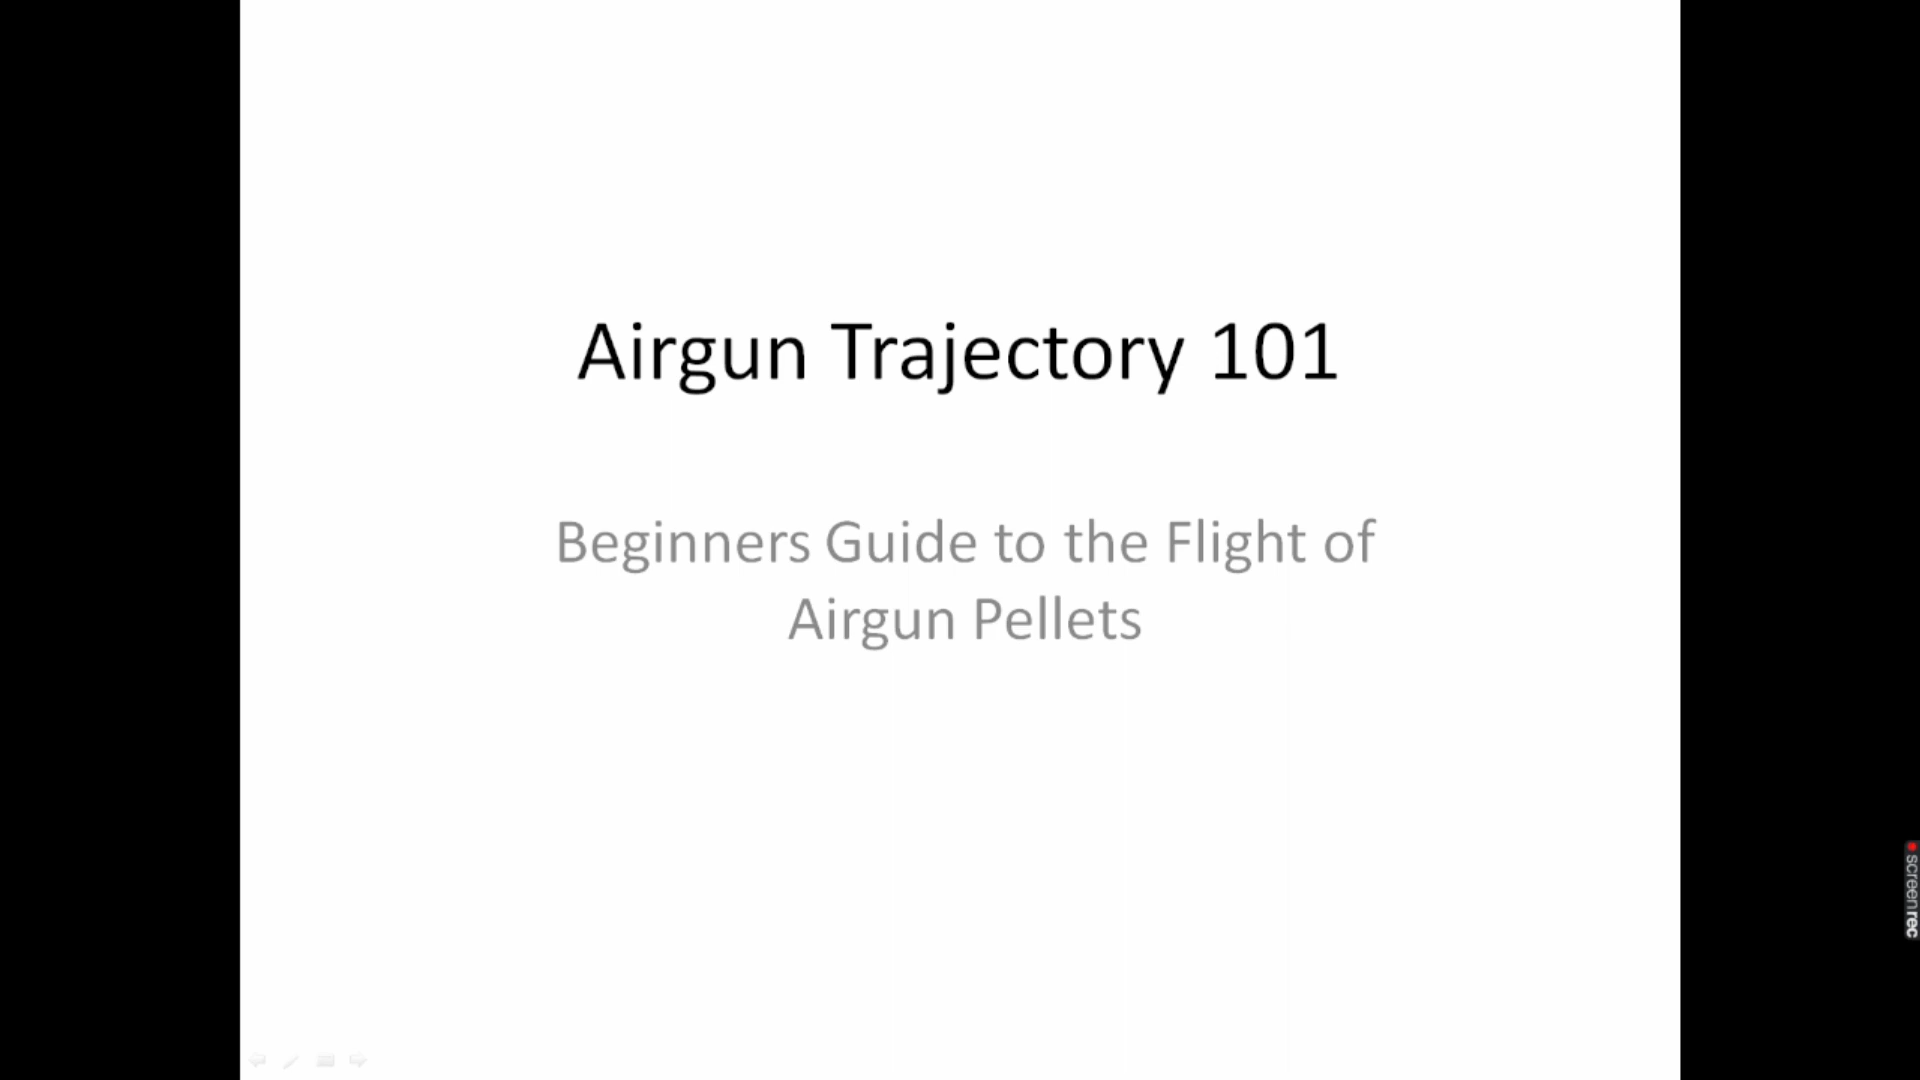 Airgun Trajectory 101
Beginners Guide to the Flight of
Airgun Pellets
screenrec